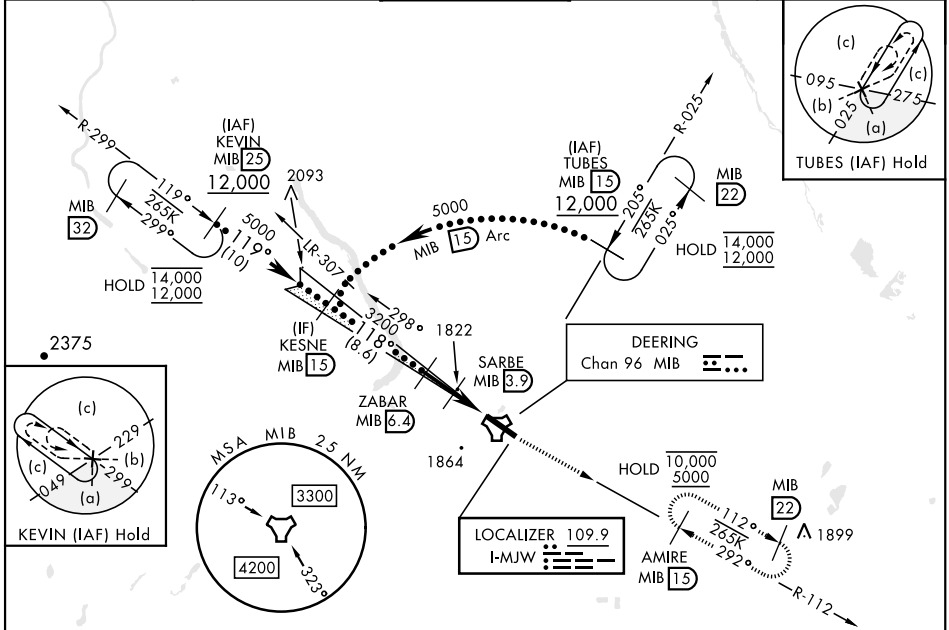 (c)
095
(b)
(c)
275
025
(a)
TUBES (IAF) Hold
R-299
(IAF)
KEVIN
MIB 25
12,000
MIB
32
119°
265K
299°
HOLD 14,000
12,000
5000
119°
(10)
2093
LR-307
5000
MIB 15 Arc
(IAF)
TUBES
MIB 15
12,000
R-025
205°
265K
025°
MIB
22
HOLD 14,000
12,000
(IF)
KESNE
MIB 15
298°
3200
118°
(8.6)
1822
SARBE
MIB 3.9
ZABAR
MIB 6.4
DEERING
Chan 96 MIB
2375
(c)
229
(b)
(c)
299
049
(a)
KEVIN (IAF) Hold
MSA MIB 25 NM
113°
3300
4200
323°
1864
LOCALIZER 109.9
I-MJW
HOLD 10,000
5000
MIB
22
112°
265K
292°
1899
AMIRE
MIB 15
R-112